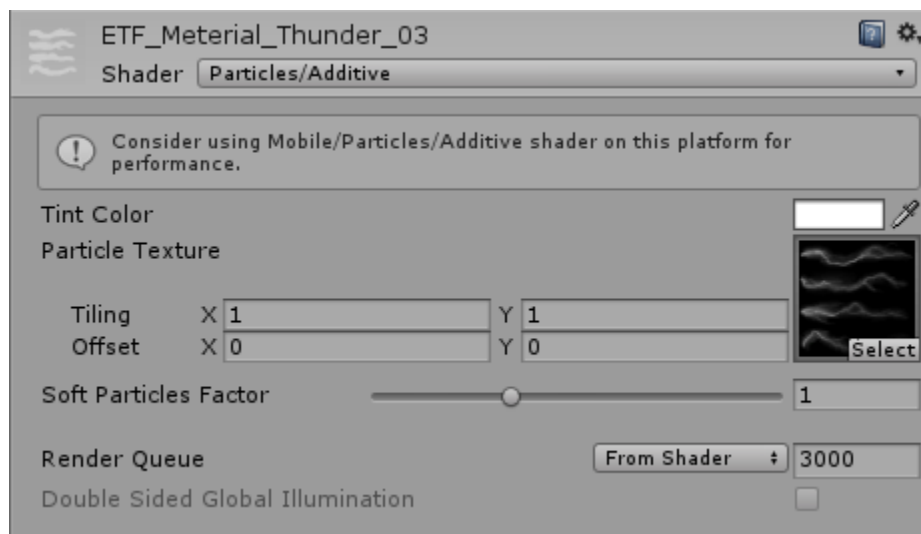 ETF_Meterial_Thunder_03
Shader Particles/Additive
Consider using Mobile/Particles/Additive shader on this platform for
performance.
Tint Color
Particle Texture
Tiling X 1 Y 1
Offset X 0 Y 0
Select
Soft Particles Factor 1
Render Queue From Shader 3000
Double Sided Global Illumination